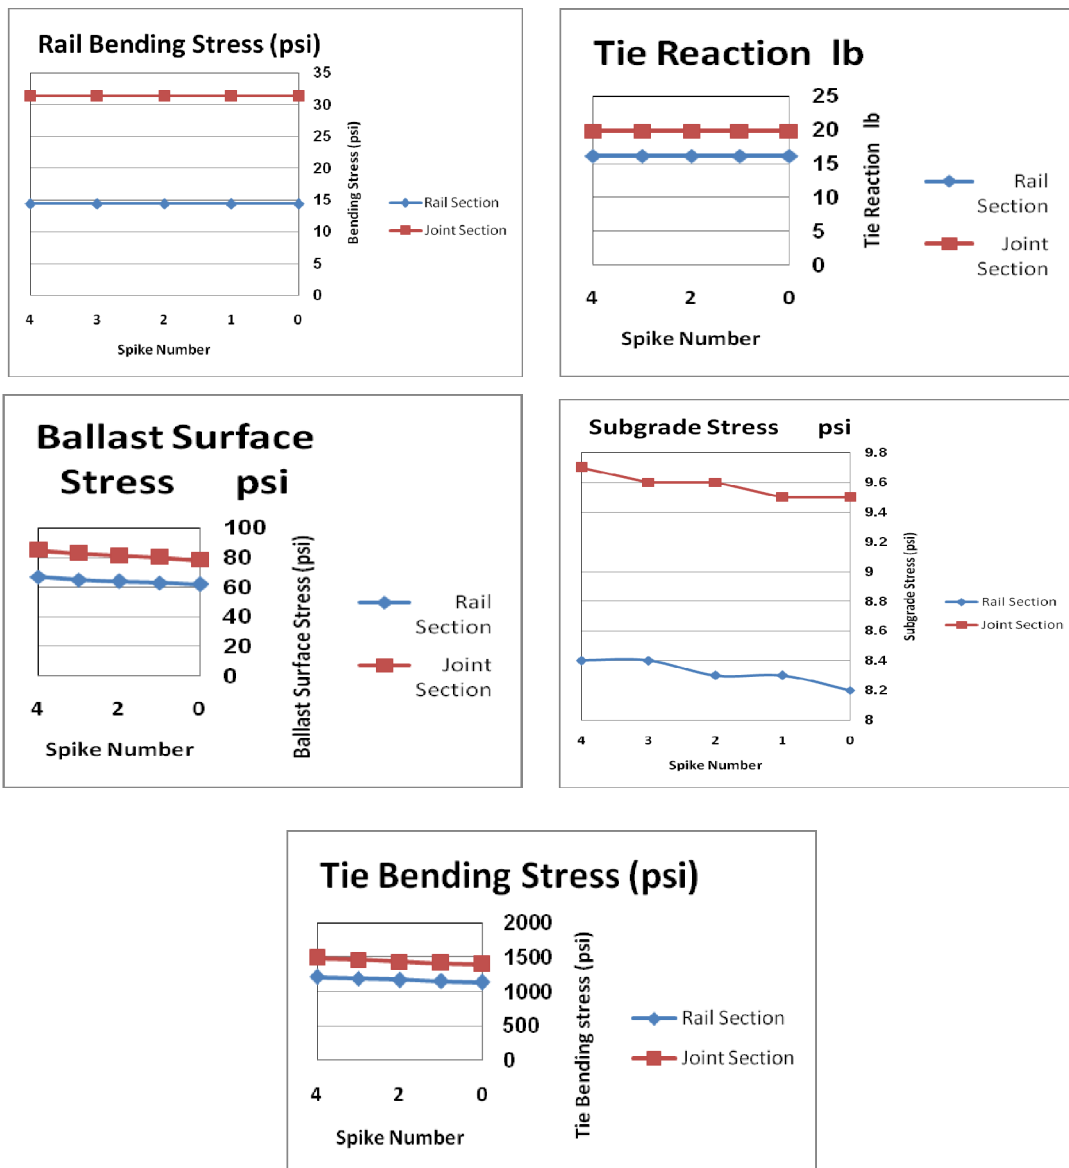 Rail Bending Stress (psi)
35
30
25
20
15
10
5
0
Bending Stress (psi)
4 3 2 1 0
Spike Number
Rail Section
Joint Section
Tie Reaction lb
25
20
15
10
5
0
Tie Reaction lb
4 2 0
Spike Number
Rail
Section
Joint
Section
Ballast Surface
Stress psi
100
80
60
40
20
0
Ballast Surface Stress (psi)
4 2 0
Spike Number
Rail
Section
Joint
Section
Subgrade Stress psi
9.8
9.6
9.4
9.2
9
8.8
8.6
8.4
8.2
8
Subgrade Stress (psi)
4 3 2 1 0
Spike Number
Rail Section
Joint Section
Tie Bending Stress (psi)
2000
1500
1000
500
0
Tie Bending stress (psi)
4 2 0
Spike Number
Rail Section
Joint Section